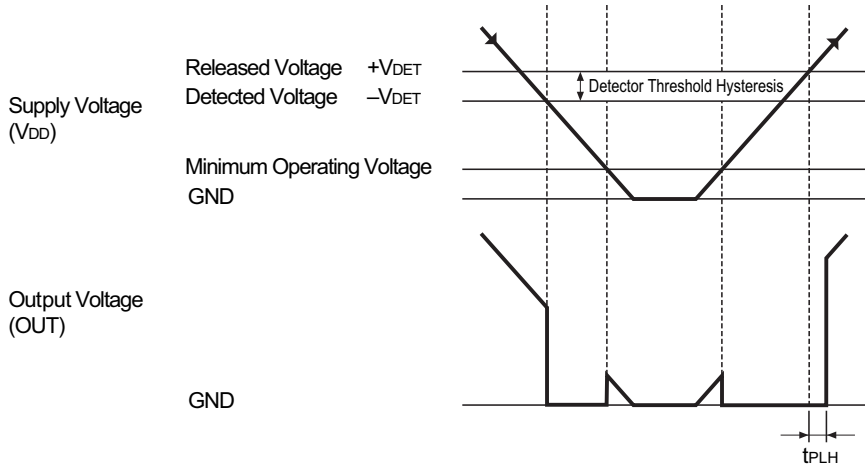 Released Voltage +VDET
Detector Threshold Hysteresis
Detected Voltage –VDET
Supply Voltage
(VDD)
Minimum Operating Voltage
GND
Output Voltage
(OUT)
GND
tPLH